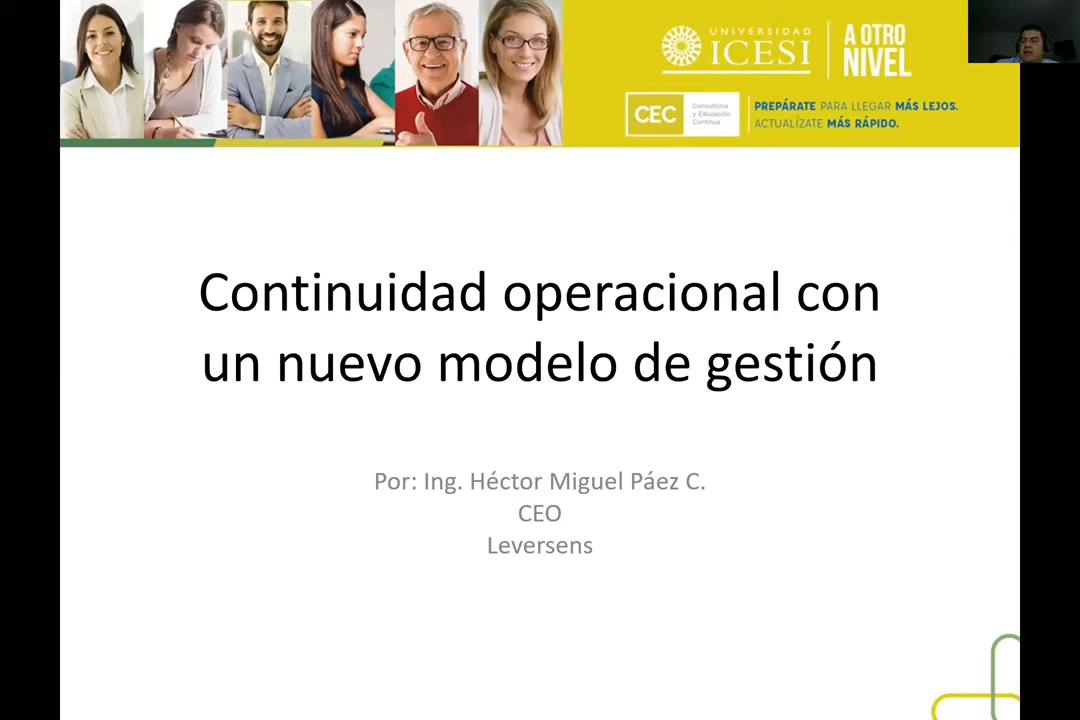 UNIVERSIDAD
ICESI
A OTRO
NIVEL
CEC
Consultoría
y Educación
Continua
PREPÁRATE PARA LLEGAR MÁS LEJOS.
ACTUALÍZATE MÁS RÁPIDO.
Continuidad operacional con
un nuevo modelo de gestión
Por: Ing. Héctor Miguel Páez C.
CEO
Leversens